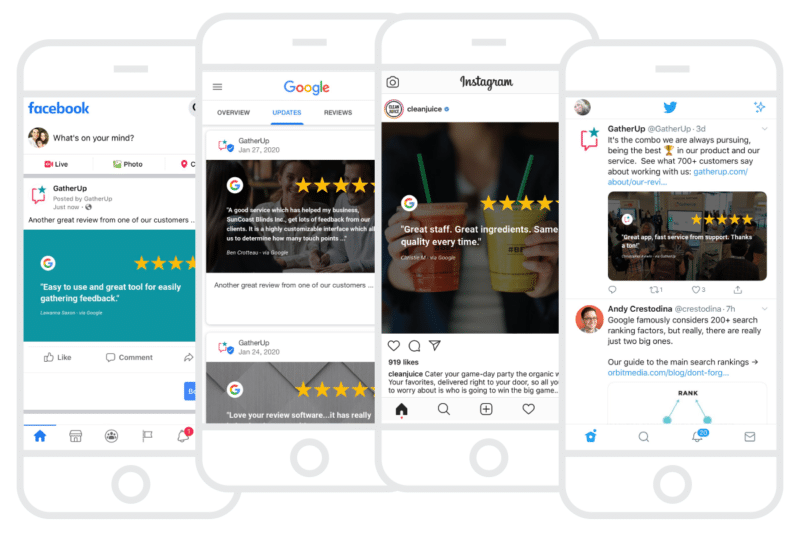 facebook
What's on your mind?
Live
Photo
GatherUp
Posted by GatherUp
Just now
Another great review from one of our customers ...
"Easy to use and great tool for easily
gathering feedback."
Lawanna Saxon - via Google
Like
Comment
1
Google
OVERVIEW
UPDATES
REVIEWS
GatherUp
Jan 27, 2020
"A good service which has helped my business,
SunCoast Blinds Inc., get lots of feedback from our
clients. It is a highly customizable interface which all
us to determine how many touch points ..."
Ben Crotteau - via Google
Another great review from one of our customers ...
GatherUp
Jan 24, 2020
"Love your review software...it has really
Instagram
cleanjuice
"Great staff. Great ingredients. Same
quality every time."
Christie M - via Google
919 likes
cleanjuice Cater your game-day party the organic w
Your favorites, delivered right to your door, so all you
to worry about is who is going to win the big game..
GatherUp @GatherUp · 3d
It's the combo we are always pursuing,
being the best 🏆 in our product and our
service. See what 700+ customers say
about working with us: gatherup.com/
about/our-revi...
"Great app, fast service from support. Thanks
a ton!"
1
3
Andy Crestodina @crestodina · 7h
Google famously considers 200+ search
ranking factors, but really, there are really
just two big ones.
Our guide to the main search rankings →
orbitmedia.com/blog/dont-forg...
RANK
20